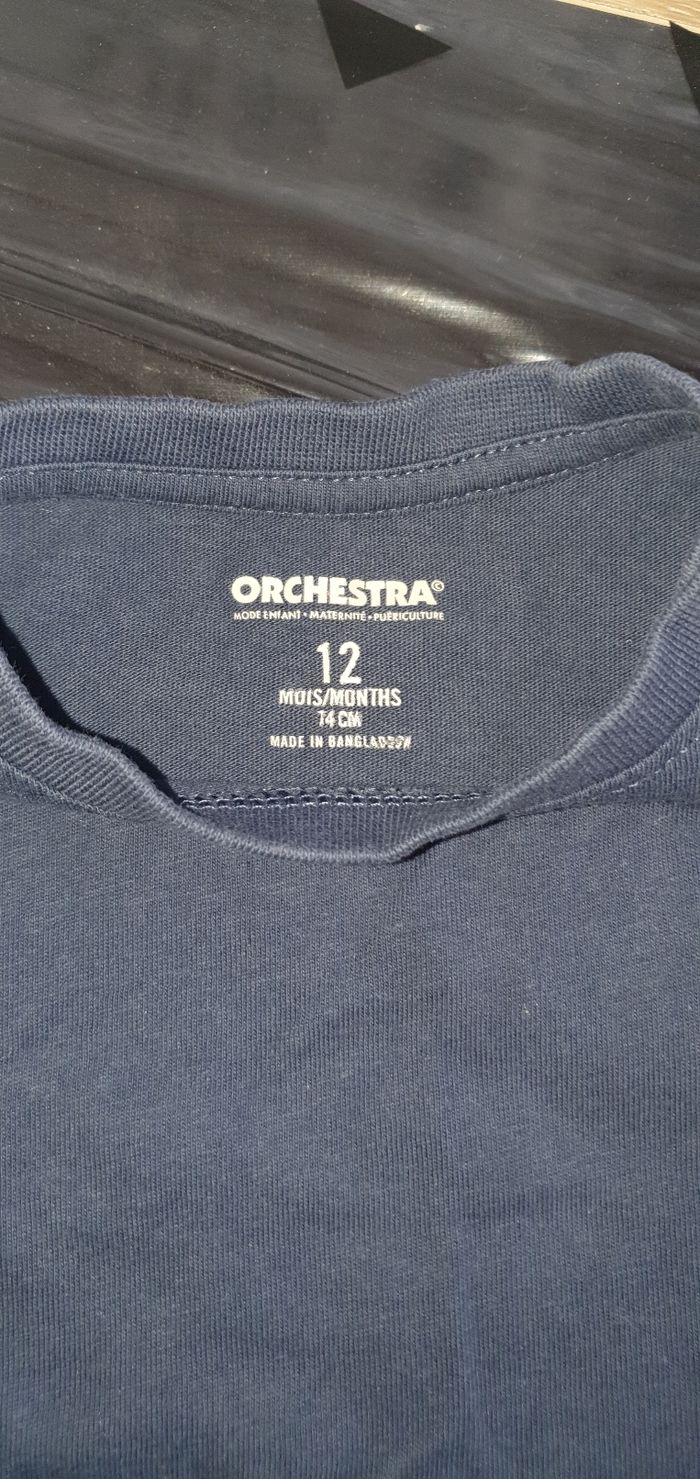 ORCHESTRA©
MODE ENFANT • MATERNITÉ • PUÉRICULTURE
12
MOIS/MONTHS
74 CM
MADE IN BANGLADESH